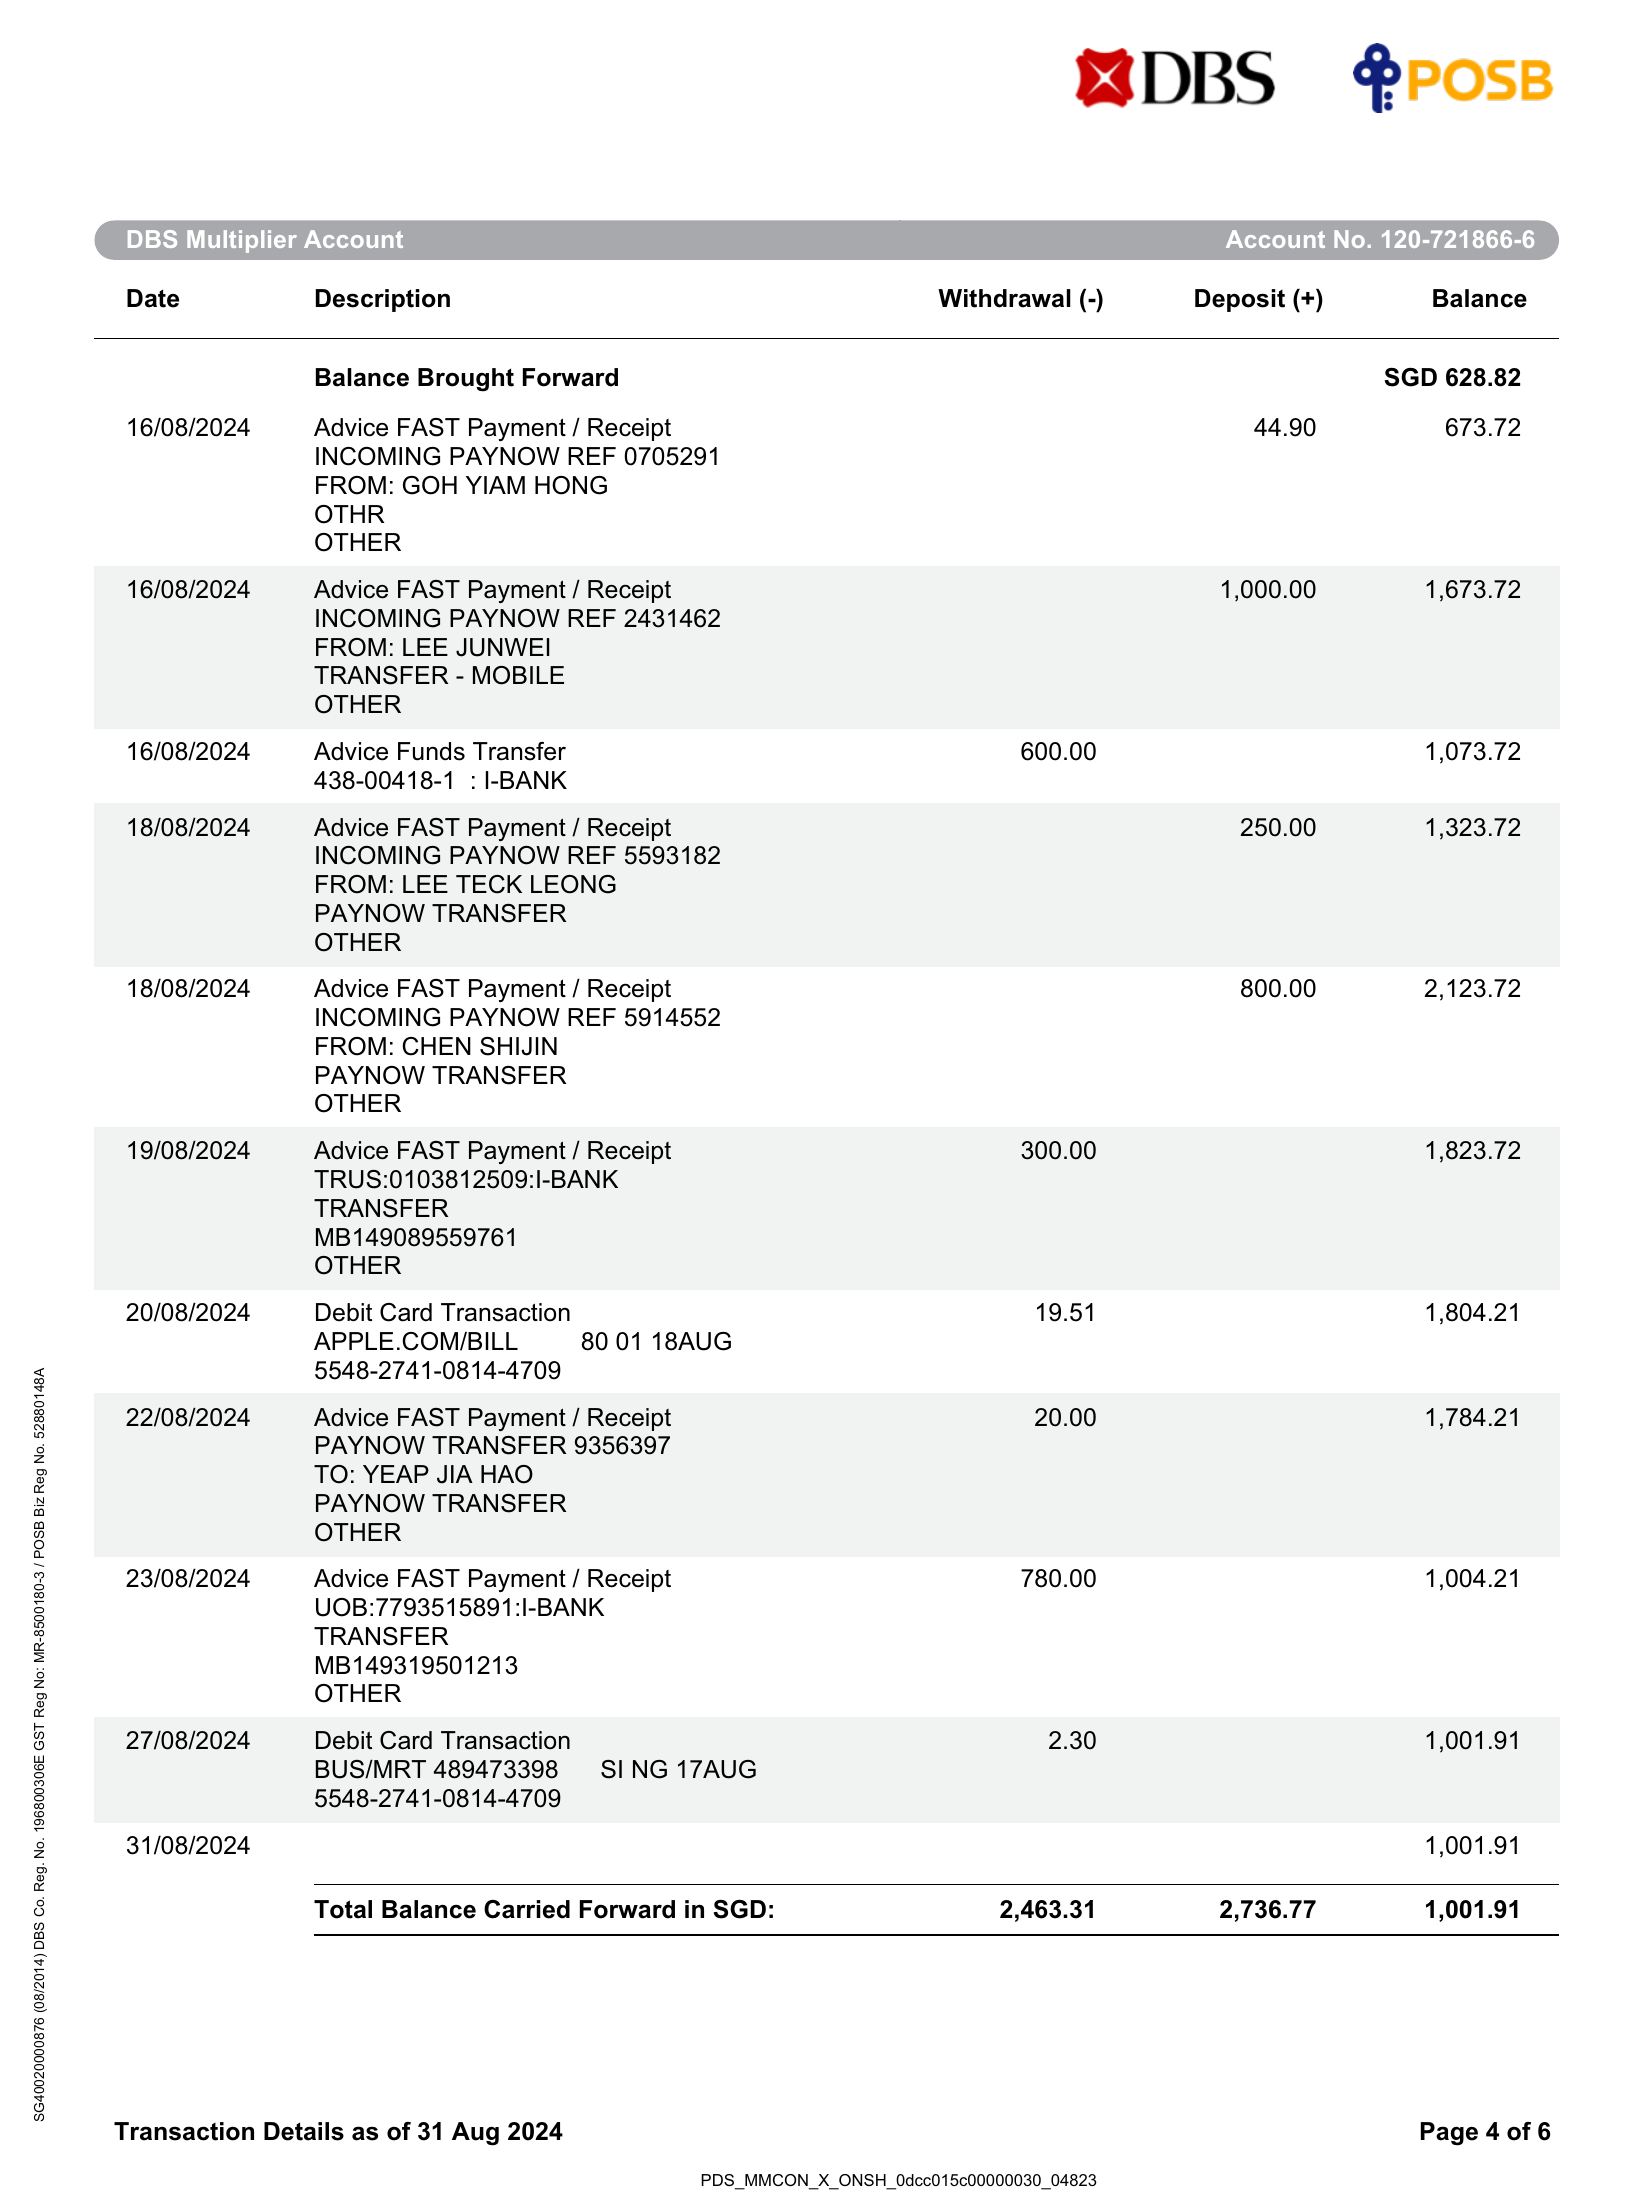 DBS POSB
DBS Multiplier Account Account No. 120-721866-6
Date Description Withdrawal (-) Deposit (+) Balance
Balance Brought Forward SGD 628.82
16/08/2024 Advice FAST Payment / Receipt 44.90 673.72
INCOMING PAYNOW REF 0705291
FROM: GOH YIAM HONG
OTHR
OTHER
16/08/2024 Advice FAST Payment / Receipt 1,000.00 1,673.72
INCOMING PAYNOW REF 2431462
FROM: LEE JUNWEI
TRANSFER - MOBILE
OTHER
16/08/2024 Advice Funds Transfer 600.00 1,073.72
438-00418-1 : I-BANK
18/08/2024 Advice FAST Payment / Receipt 250.00 1,323.72
INCOMING PAYNOW REF 5593182
FROM: LEE TECK LEONG
PAYNOW TRANSFER
OTHER
18/08/2024 Advice FAST Payment / Receipt 800.00 2,123.72
INCOMING PAYNOW REF 5914552
FROM: CHEN SHIJIN
PAYNOW TRANSFER
OTHER
19/08/2024 Advice FAST Payment / Receipt 300.00 1,823.72
TRUS:0103812509:I-BANK
TRANSFER
MB149089559761
OTHER
20/08/2024 Debit Card Transaction 19.51 1,804.21
APPLE.COM/BILL 80 01 18AUG
5548-2741-0814-4709
22/08/2024 Advice FAST Payment / Receipt 20.00 1,784.21
PAYNOW TRANSFER 9356397
TO: YEAP JIA HAO
PAYNOW TRANSFER
OTHER
23/08/2024 Advice FAST Payment / Receipt 780.00 1,004.21
UOB:7793515891:I-BANK
TRANSFER
MB149319501213
OTHER
27/08/2024 Debit Card Transaction 2.30 1,001.91
BUS/MRT 489473398 SI NG 17AUG
5548-2741-0814-4709
31/08/2024 1,001.91
Total Balance Carried Forward in SGD: 2,463.31 2,736.77 1,001.91
SG40020000876 (08/2014) DBS Co. Reg. No. 196800306E GST Reg No: MR-8500180-3 / POSB Biz Reg No. 52880148A
Transaction Details as of 31 Aug 2024 Page 4 of 6
PDS_MMCON_X_ONSH_0dcc015c00000030_04823